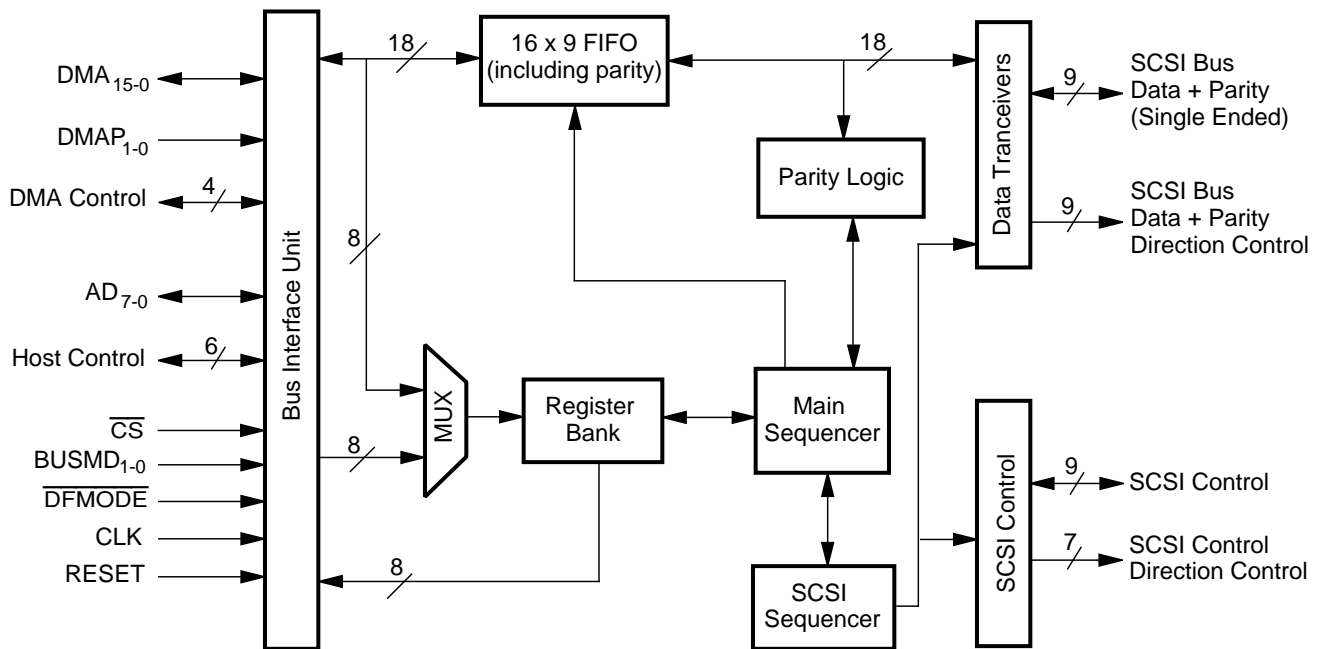 DMA15-0
DMAP1-0
DMA Control
4
AD7-0
Host Control
6
CS
BUSMD1-0
DFMODE
CLK
RESET
Bus Interface Unit
18
8
8
8
16 x 9 FIFO
(including parity)
18
Parity Logic
MUX
Register
Bank
Main
Sequencer
SCSI
Sequencer
Data Tranceivers
9
SCSI Bus
Data + Parity
(Single Ended)
9
SCSI Bus
Data + Parity
Direction Control
SCSI Control
9
SCSI Control
7
SCSI Control
Direction Control